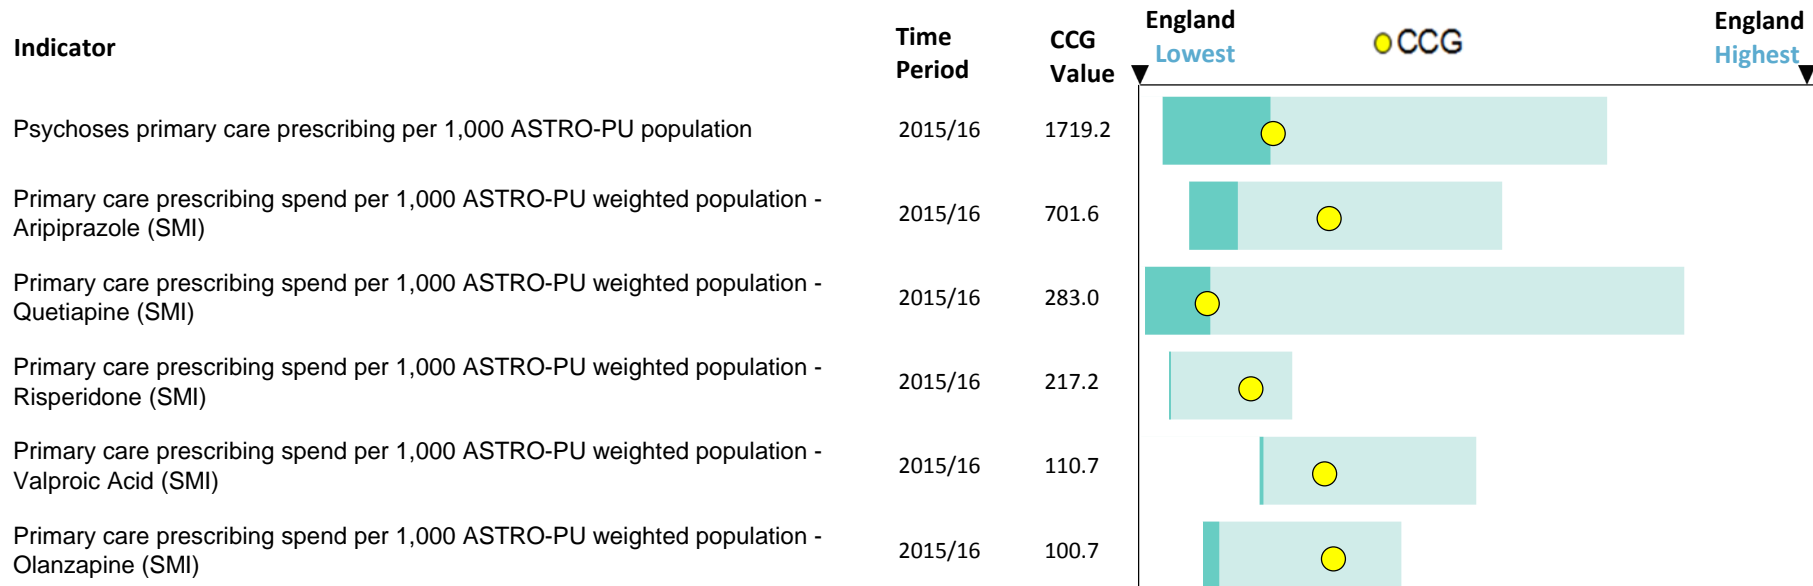 Indicator
Time Period
CCG Value
England Lowest
CCG
England Highest
Psychoses primary care prescribing per 1,000 ASTRO-PU population
2015/16
1719.2
Primary care prescribing spend per 1,000 ASTRO-PU weighted population -
Aripiprazole (SMI)
2015/16
701.6
Primary care prescribing spend per 1,000 ASTRO-PU weighted population -
Quetiapine (SMI)
2015/16
283.0
Primary care prescribing spend per 1,000 ASTRO-PU weighted population -
Risperidone (SMI)
2015/16
217.2
Primary care prescribing spend per 1,000 ASTRO-PU weighted population -
Valproic Acid (SMI)
2015/16
110.7
Primary care prescribing spend per 1,000 ASTRO-PU weighted population -
Olanzapine (SMI)
2015/16
100.7